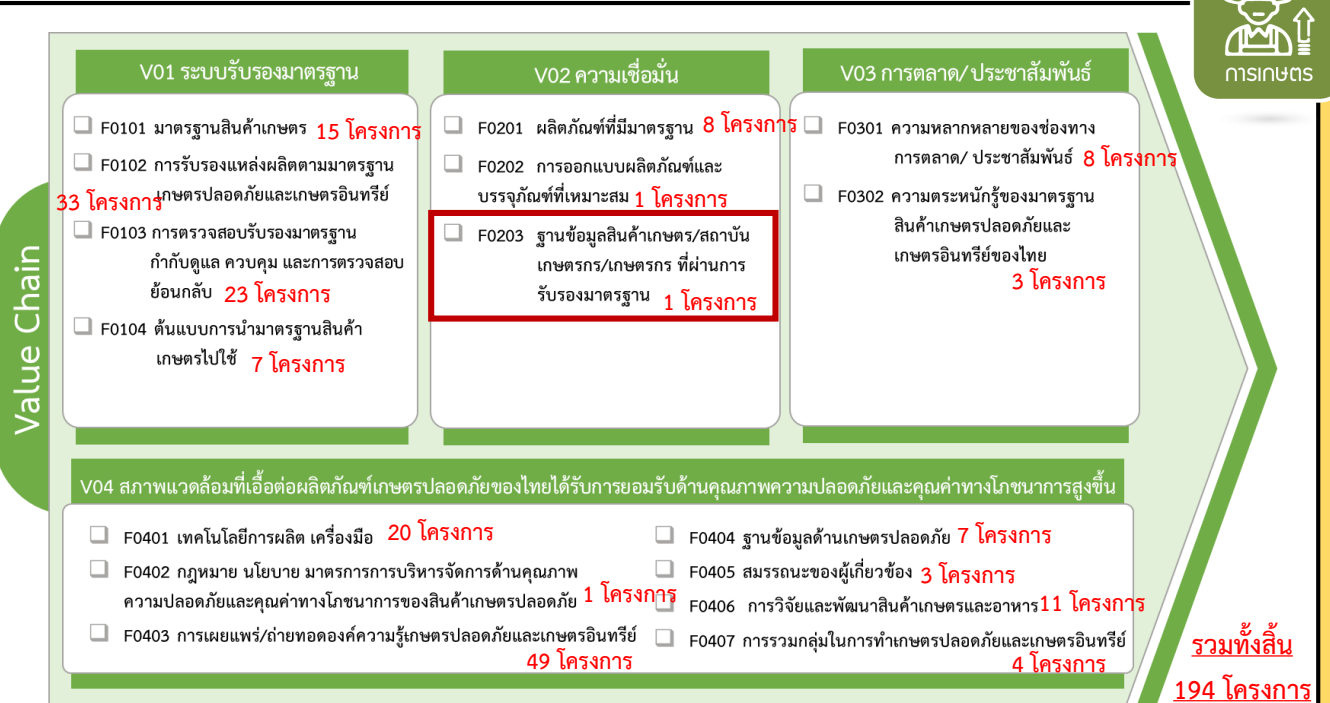 การเกษตร
Value Chain
V01 ระบบรับรองมาตรฐาน
F0101 มาตรฐานสินค้าเกษตร 15 โครงการ
F0102 การรับรองแหล่งผลิตตามมาตรฐาน
เกษตรปลอดภัยและเกษตรอินทรีย์
33 โครงการ
F0103 การตรวจสอบรับรองมาตรฐาน
กำกับดูแล ควบคุม และการตรวจสอบ
ย้อนกลับ 23 โครงการ
F0104 ต้นแบบการนำมาตรฐานสินค้า
เกษตรไปใช้ 7 โครงการ
V02 ความเชื่อมั่น
F0201 ผลิตภัณฑ์ที่มีมาตรฐาน 8 โครงการ
F0202 การออกแบบผลิตภัณฑ์และ
บรรจุภัณฑ์ที่เหมาะสม 1 โครงการ
F0203 ฐานข้อมูลสินค้าเกษตร/สถาบัน
เกษตรกร/เกษตรกร ที่ผ่านการ
รับรองมาตรฐาน 1 โครงการ
V03 การตลาด/ประชาสัมพันธ์
F0301 ความหลากหลายของช่องทาง
การตลาด/ ประชาสัมพันธ์ 8 โครงการ
F0302 ความตระหนักรู้ของมาตรฐาน
สินค้าเกษตรปลอดภัยและ
เกษตรอินทรีย์ของไทย
3 โครงการ
V04 สภาพแวดล้อมที่เอื้อต่อผลิตภัณฑ์เกษตรปลอดภัยของไทยได้รับการยอมรับด้านคุณภาพความปลอดภัยและคุณค่าทางโภชนาการสูงขึ้น
F0401 เทคโนโลยีการผลิต เครื่องมือ 20 โครงการ
F0402 กฎหมาย นโยบาย มาตรการการบริหารจัดการด้านคุณภาพ
ความปลอดภัยและคุณค่าทางโภชนาการของสินค้าเกษตรปลอดภัย 1 โครงการ
F0403 การเผยแพร่/ถ่ายทอดองค์ความรู้เกษตรปลอดภัยและเกษตรอินทรีย์
49 โครงการ
F0404 ฐานข้อมูลด้านเกษตรปลอดภัย 7 โครงการ
F0405 สมรรถนะของผู้เกี่ยวข้อง 3 โครงการ
F0406 การวิจัยและพัฒนาสินค้าเกษตรและอาหาร 11 โครงการ
F0407 การรวมกลุ่มในการทำเกษตรปลอดภัยและเกษตรอินทรีย์
4 โครงการ
รวมทั้งสิ้น
194 โครงการ